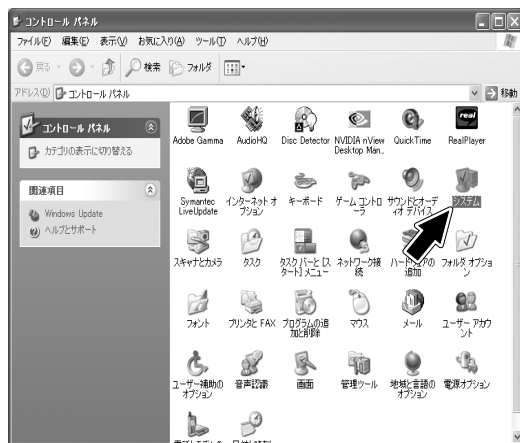 コントロール パネル
ファイル(F) 編集(E) 表示(V) お気に入り(A) ツール(T) ヘルプ(H)
戻る 検索 フォルダ
アドレス(D) コントロール パネル 移動
コントロール パネル
カテゴリの表示に切り替える
関連項目
Windows Update
ヘルプとサポート
Adobe Gamma
AudioHQ
Disc Detector
NVIDIA nView
Desktop Man..
QuickTime
real
RealPlayer
Symantec
LiveUpdate
インターネット オ
プション
キーボード
ゲーム コントロ
ーラ
サウンドとオーデ
ィオ デバイス
システム
スキャナとカメラ
タスク
タスク バーと [ス
タート] メニュー
ネットワーク接
続
ハードウェアの
追加
フォルダ オプショ
ン
フォント
プリンタと FAX
プログラムの追
加と削除
マウス
メール
ユーザー アカウ
ント
ユーザー補助の
オプション
音声認識
画面
管理ツール
地域と言語の
オプション
電源オプション